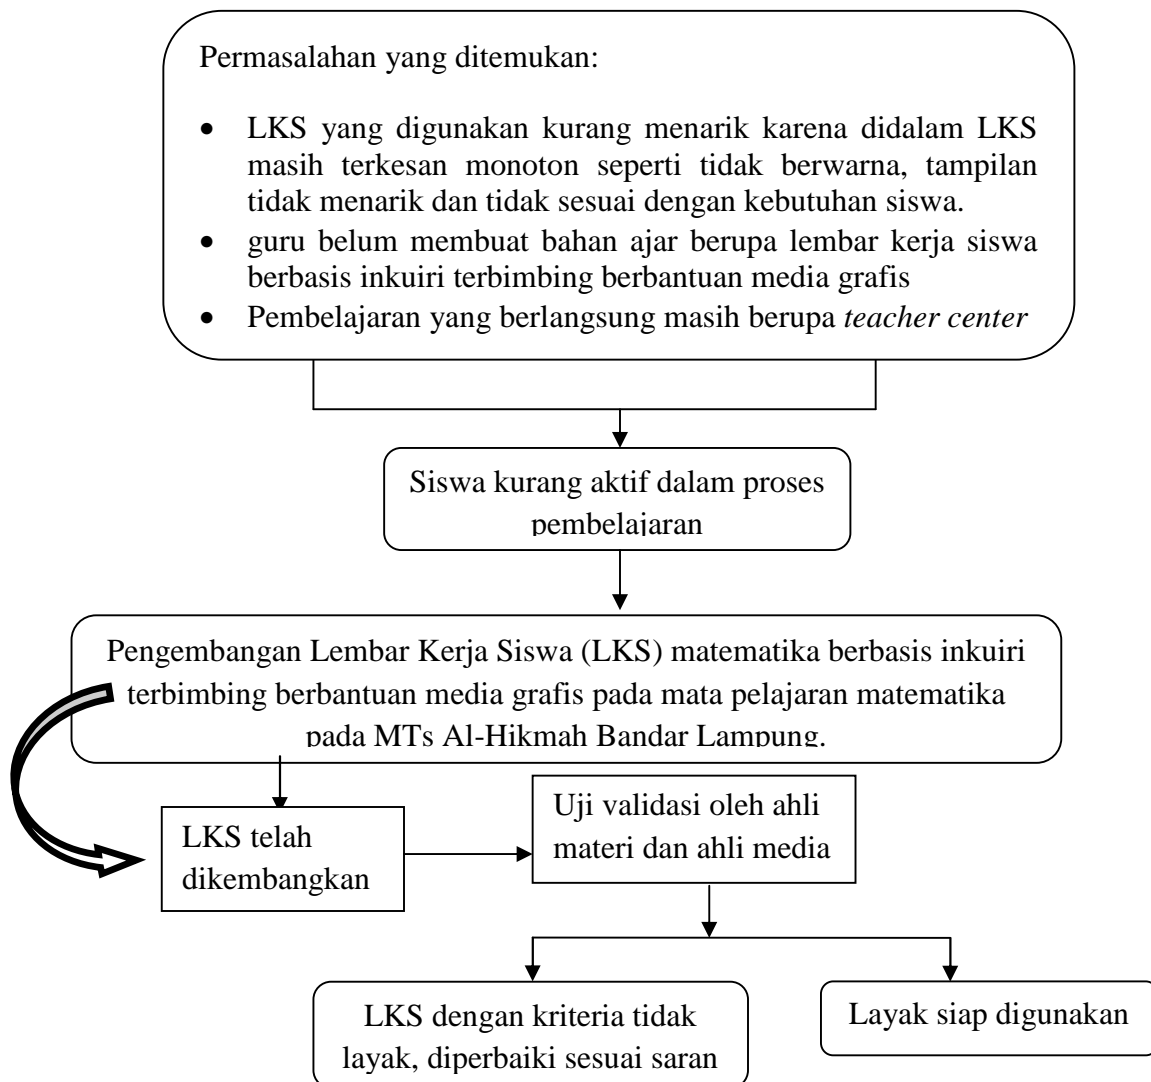 Permasalahan yang ditemukan:
• LKS yang digunakan kurang menarik karena didalam LKS
masih terkesan monoton seperti tidak berwarna, tampilan
tidak menarik dan tidak sesuai dengan kebutuhan siswa.
• guru belum membuat bahan ajar berupa lembar kerja siswa
berbasis inkuiri terbimbing berbantuan media grafis
• Pembelajaran yang berlangsung masih berupa teacher center
Siswa kurang aktif dalam proses
pembelajaran
Pengembangan Lembar Kerja Siswa (LKS) matematika berbasis inkuiri
terbimbing berbantuan media grafis pada mata pelajaran matematika
pada MTs Al-Hikmah Bandar Lampung.
LKS telah
dikembangkan
Uji validasi oleh ahli
materi dan ahli media
LKS dengan kriteria tidak
layak, diperbaiki sesuai saran
Layak siap digunakan